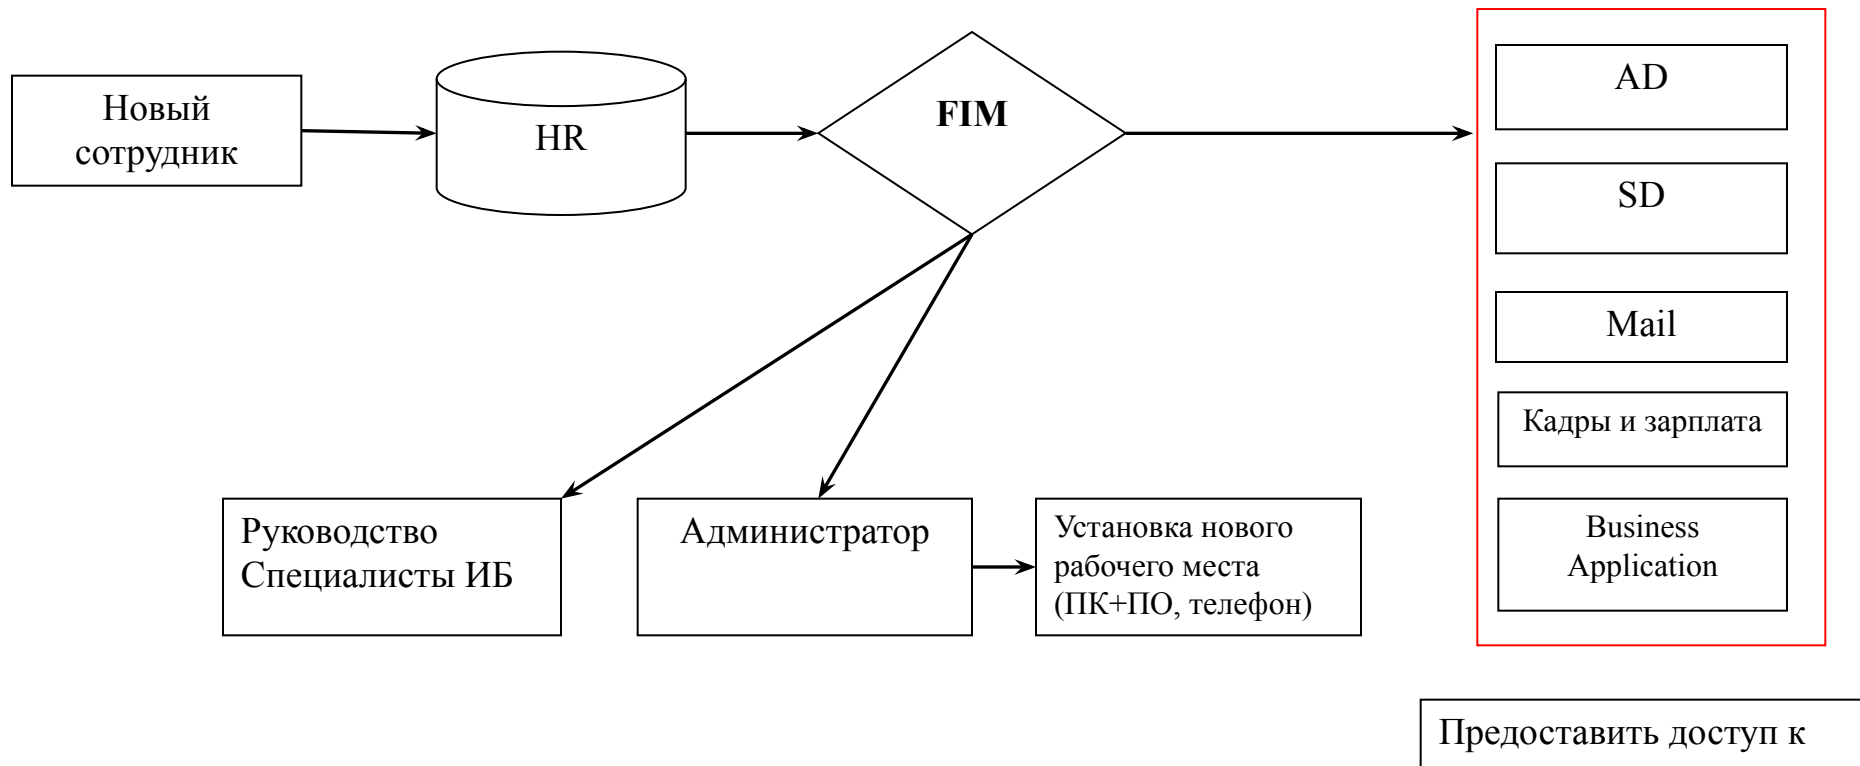 Новый
сотрудник
HR
FIM
AD
SD
Mail
Кадры и зарплата
Business
Application
Руководство
Специалисты ИБ
Администратор
Установка нового
рабочего места
(ПК+ПО, телефон)
Предоставить доступ к